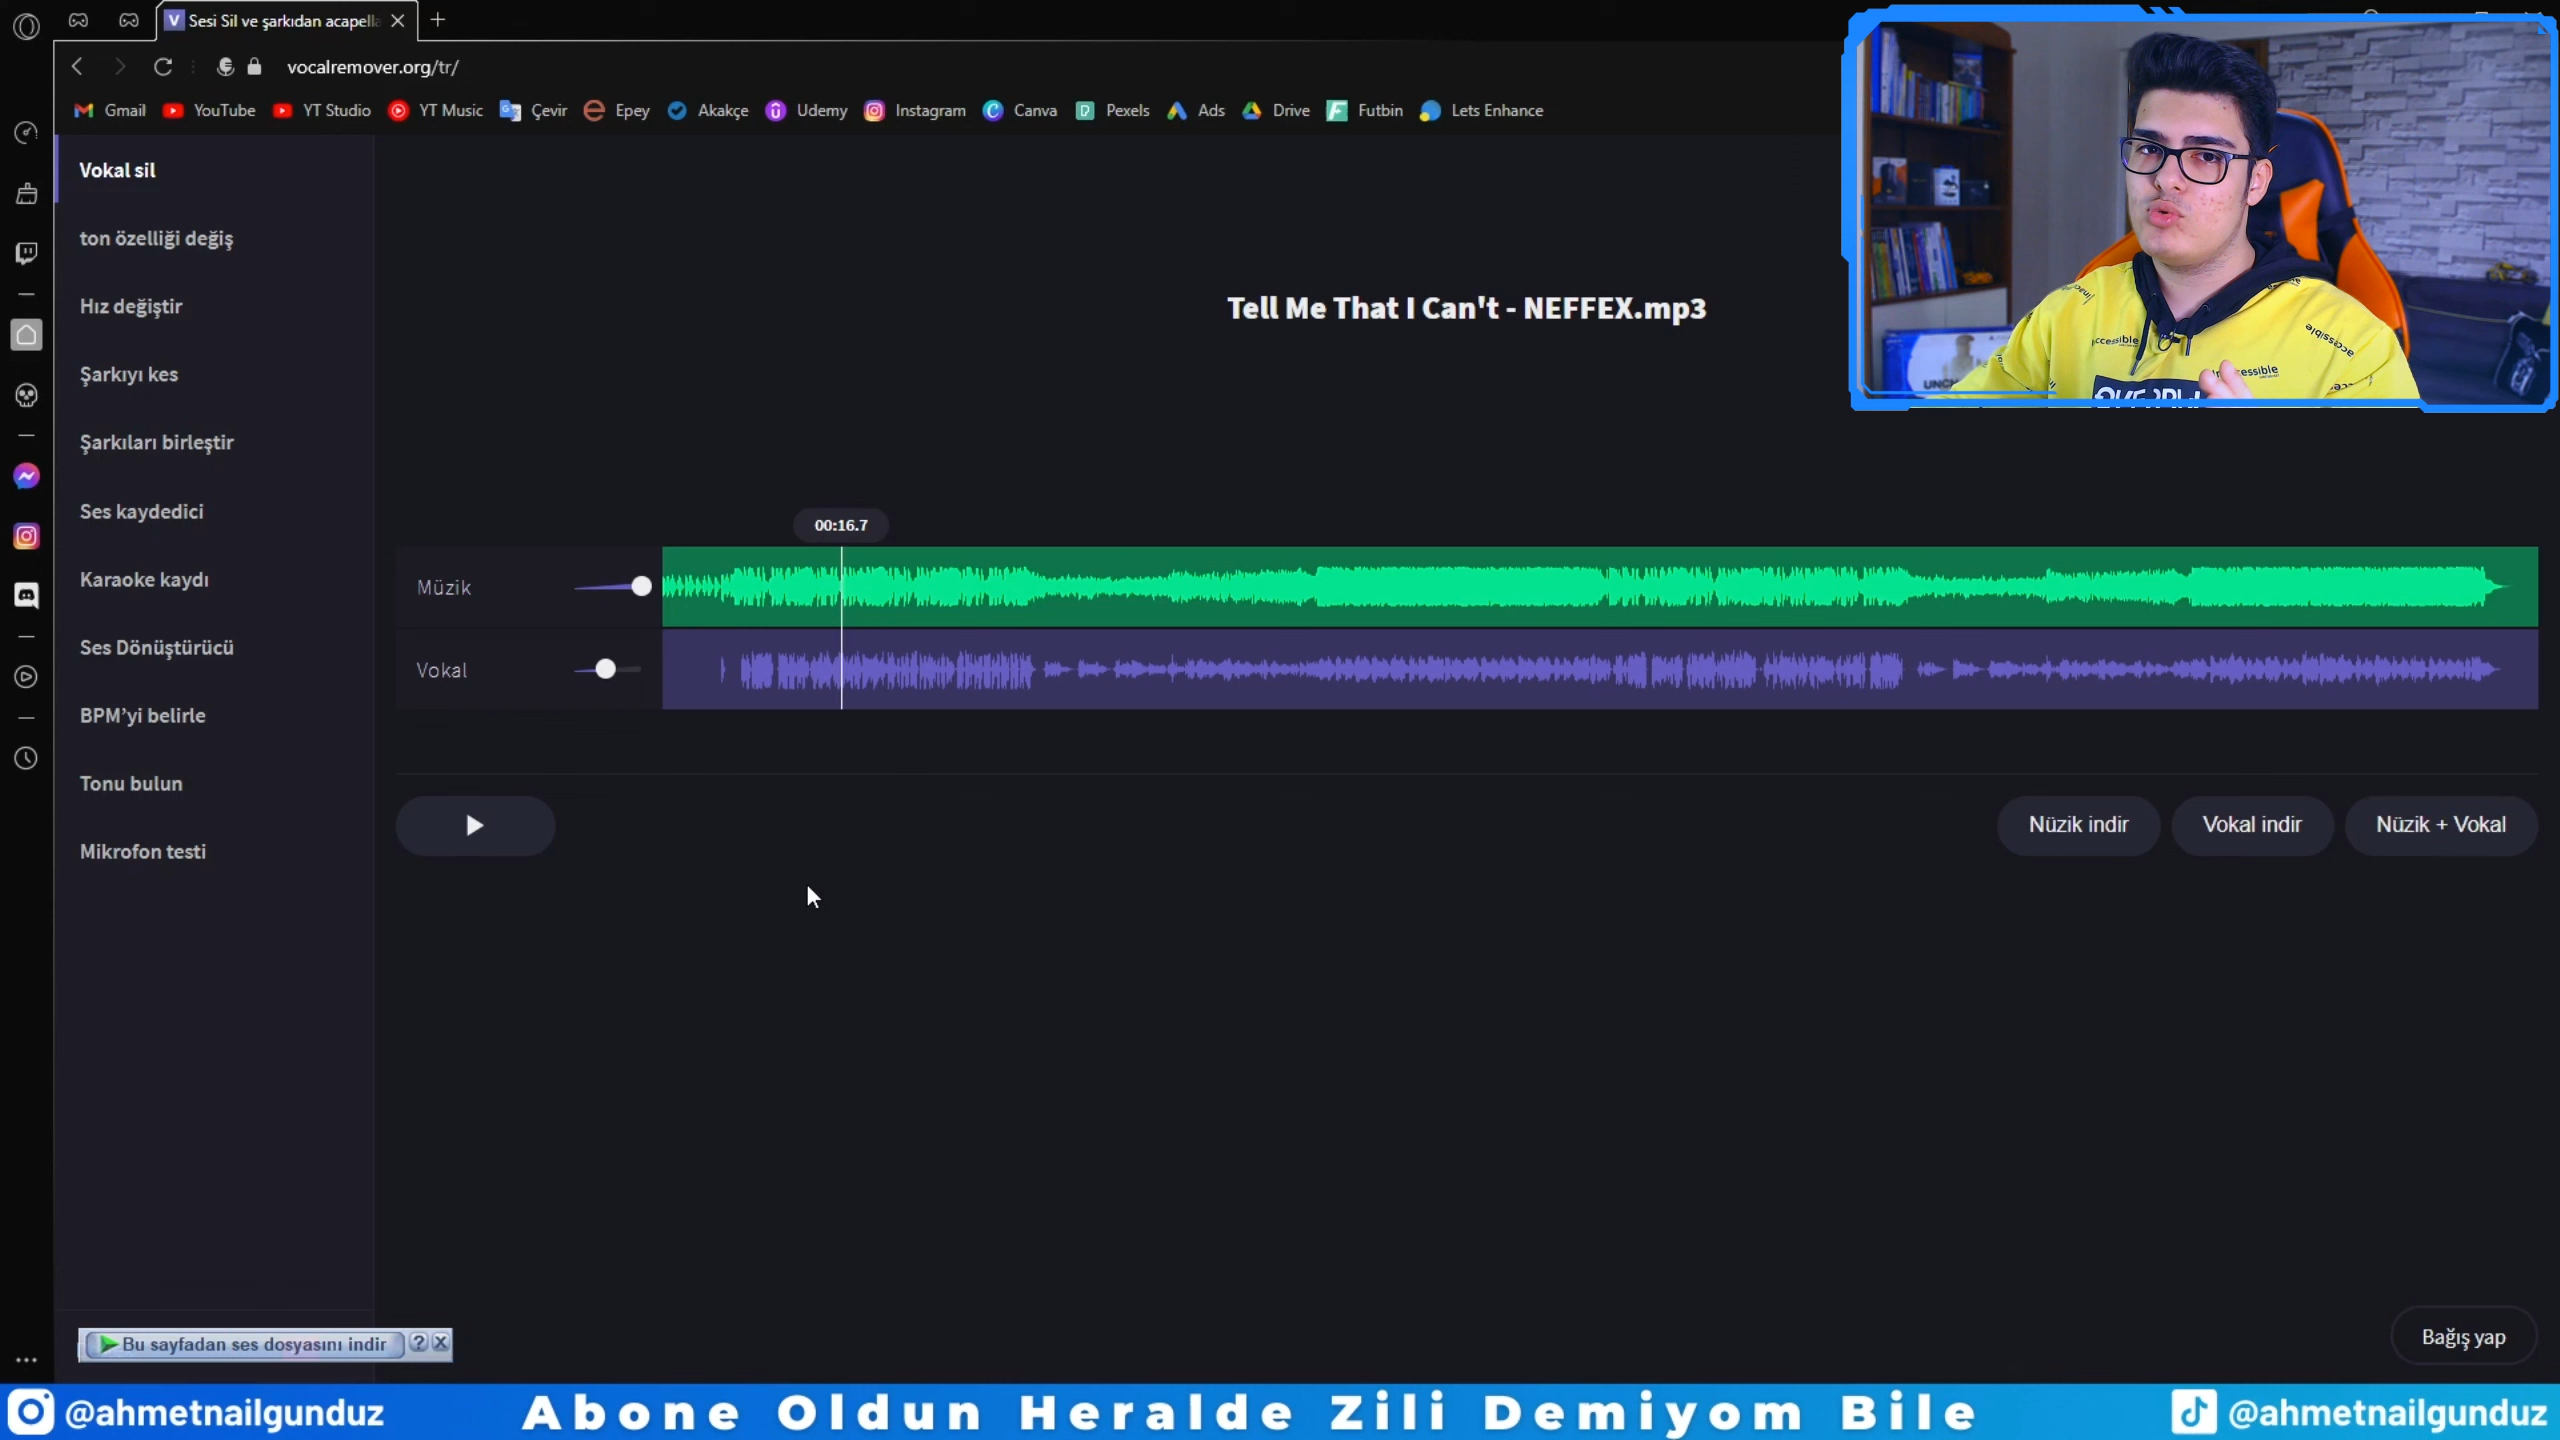 Sesi Sil ve şarkıdan acapella
vocalremover.org/tr/
Gmail YouTube YT Studio YT Music Çevir Epey Akakçe Udemy Instagram Canva Pexels Ads Drive Futbin Lets Enhance
Vokal sil
ton özelliği değiş
Hız değiştir
Şarkıyı kes
Şarkıları birleştir
Ses kaydedici
Karaoke kaydı
Ses Dönüştürücü
BPM’yi belirle
Tonu bulun
Mikrofon testi
Tell Me That I Can't - NEFFEX.mp3
00:16.7
Müzik
Vokal
Nüzik indir
Vokal indir
Nüzik + Vokal
Bu sayfadan ses dosyasını indir
Bağış yap
@ahmetnailgunduz
Abone Oldun Heralde Zili Demiyom Bile
@ahmetnailgunduz